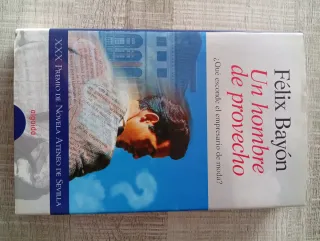 Félix Bayón
Un hombre
de provecho
¿Qué esconde el empresario de moda?
XXX PREMIO DE NOVELA ATENEO DE SEVILLA
algaida